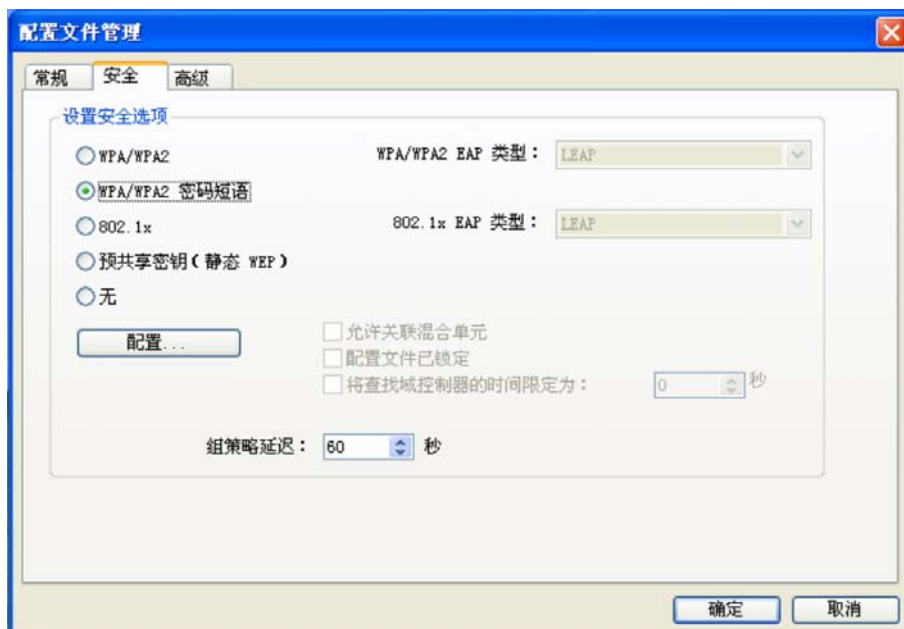 配置文件管理
常规 安全 高级
设置安全选项
WPA/WPA2 WPA/WPA2 EAP 类型： LEAP
WPA/WPA2 密码短语
802.1x 802.1x EAP 类型： LEAP
预共享密钥(静态 WEP)
无
配置...
允许关联混合单元
配置文件已锁定
将查找域控制器的时间限定为： 0 秒
组策略延迟： 60 秒
确定 取消